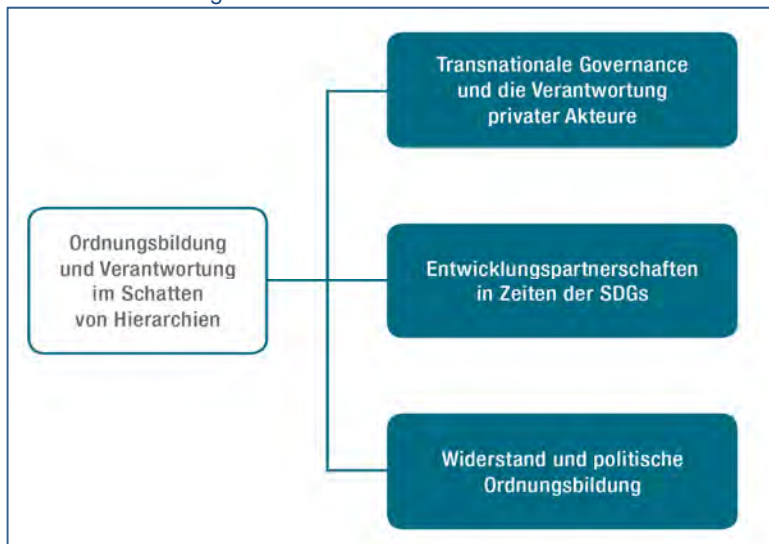 Transnationale Governance
und die Verantwortung
privater Akteure
Ordnungsbildung
und Verantwortung
im Schatten
von Hierarchien
Entwicklungspartnerschaften
in Zeiten der SDGs
Widerstand und politische
Ordnungsbildung